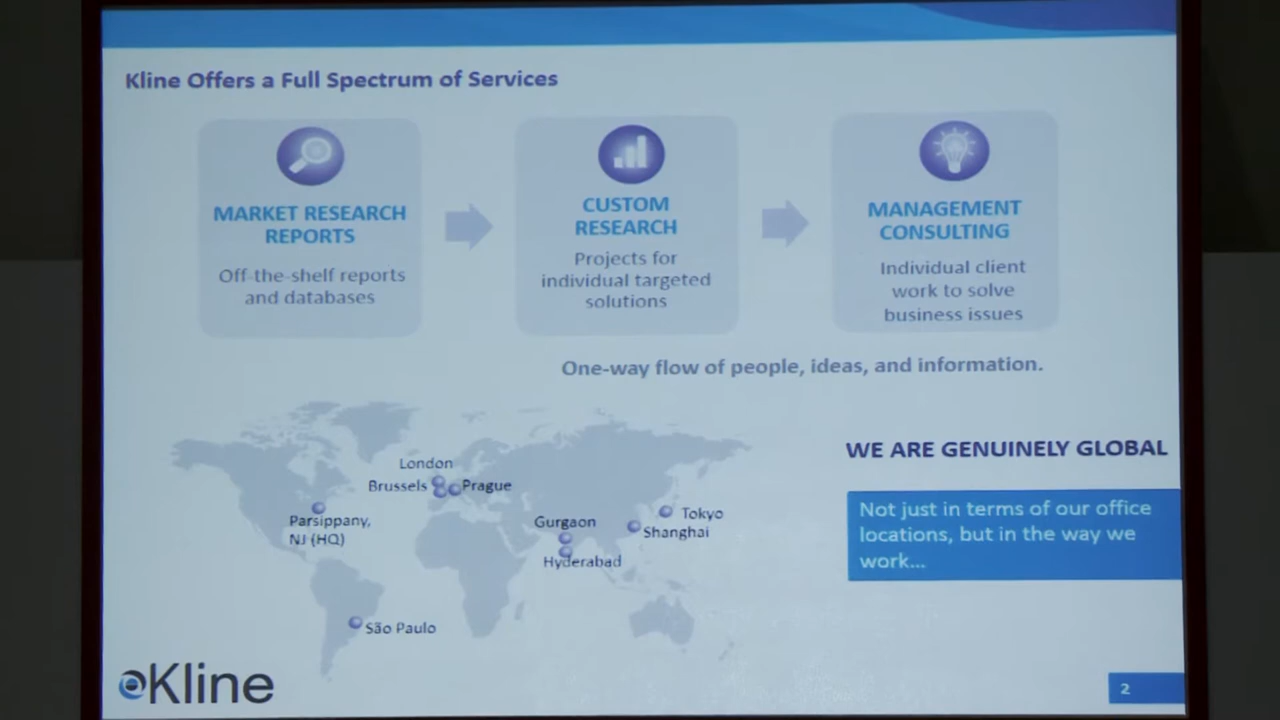 Kline Offers a Full Spectrum of Services
MARKET RESEARCH
REPORTS
Off-the-shelf reports
and databases
CUSTOM
RESEARCH
Projects for
individual targeted
solutions
MANAGEMENT
CONSULTING
Individual client
work to solve
business issues
One-way flow of people, ideas, and information.
London
Brussels
Prague
Parsippany,
NJ (HQ)
Gurgaon
Hyderabad
Tokyo
Shanghai
São Paulo
WE ARE GENUINELY GLOBAL
Not just in terms of our office
locations, but in the way we
work...
Kline
2